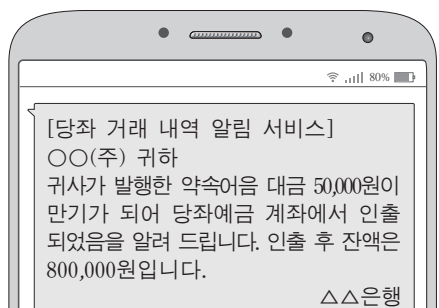 80%
[당좌 거래 내역 알림 서비스]
○○(주) 귀하
귀사가 발행한 약속어음 대금 50,000원이
만기가 되어 당좌예금 계좌에서 인출
되었음을 알려 드립니다. 인출 후 잔액은
800,000원입니다.
△△은행